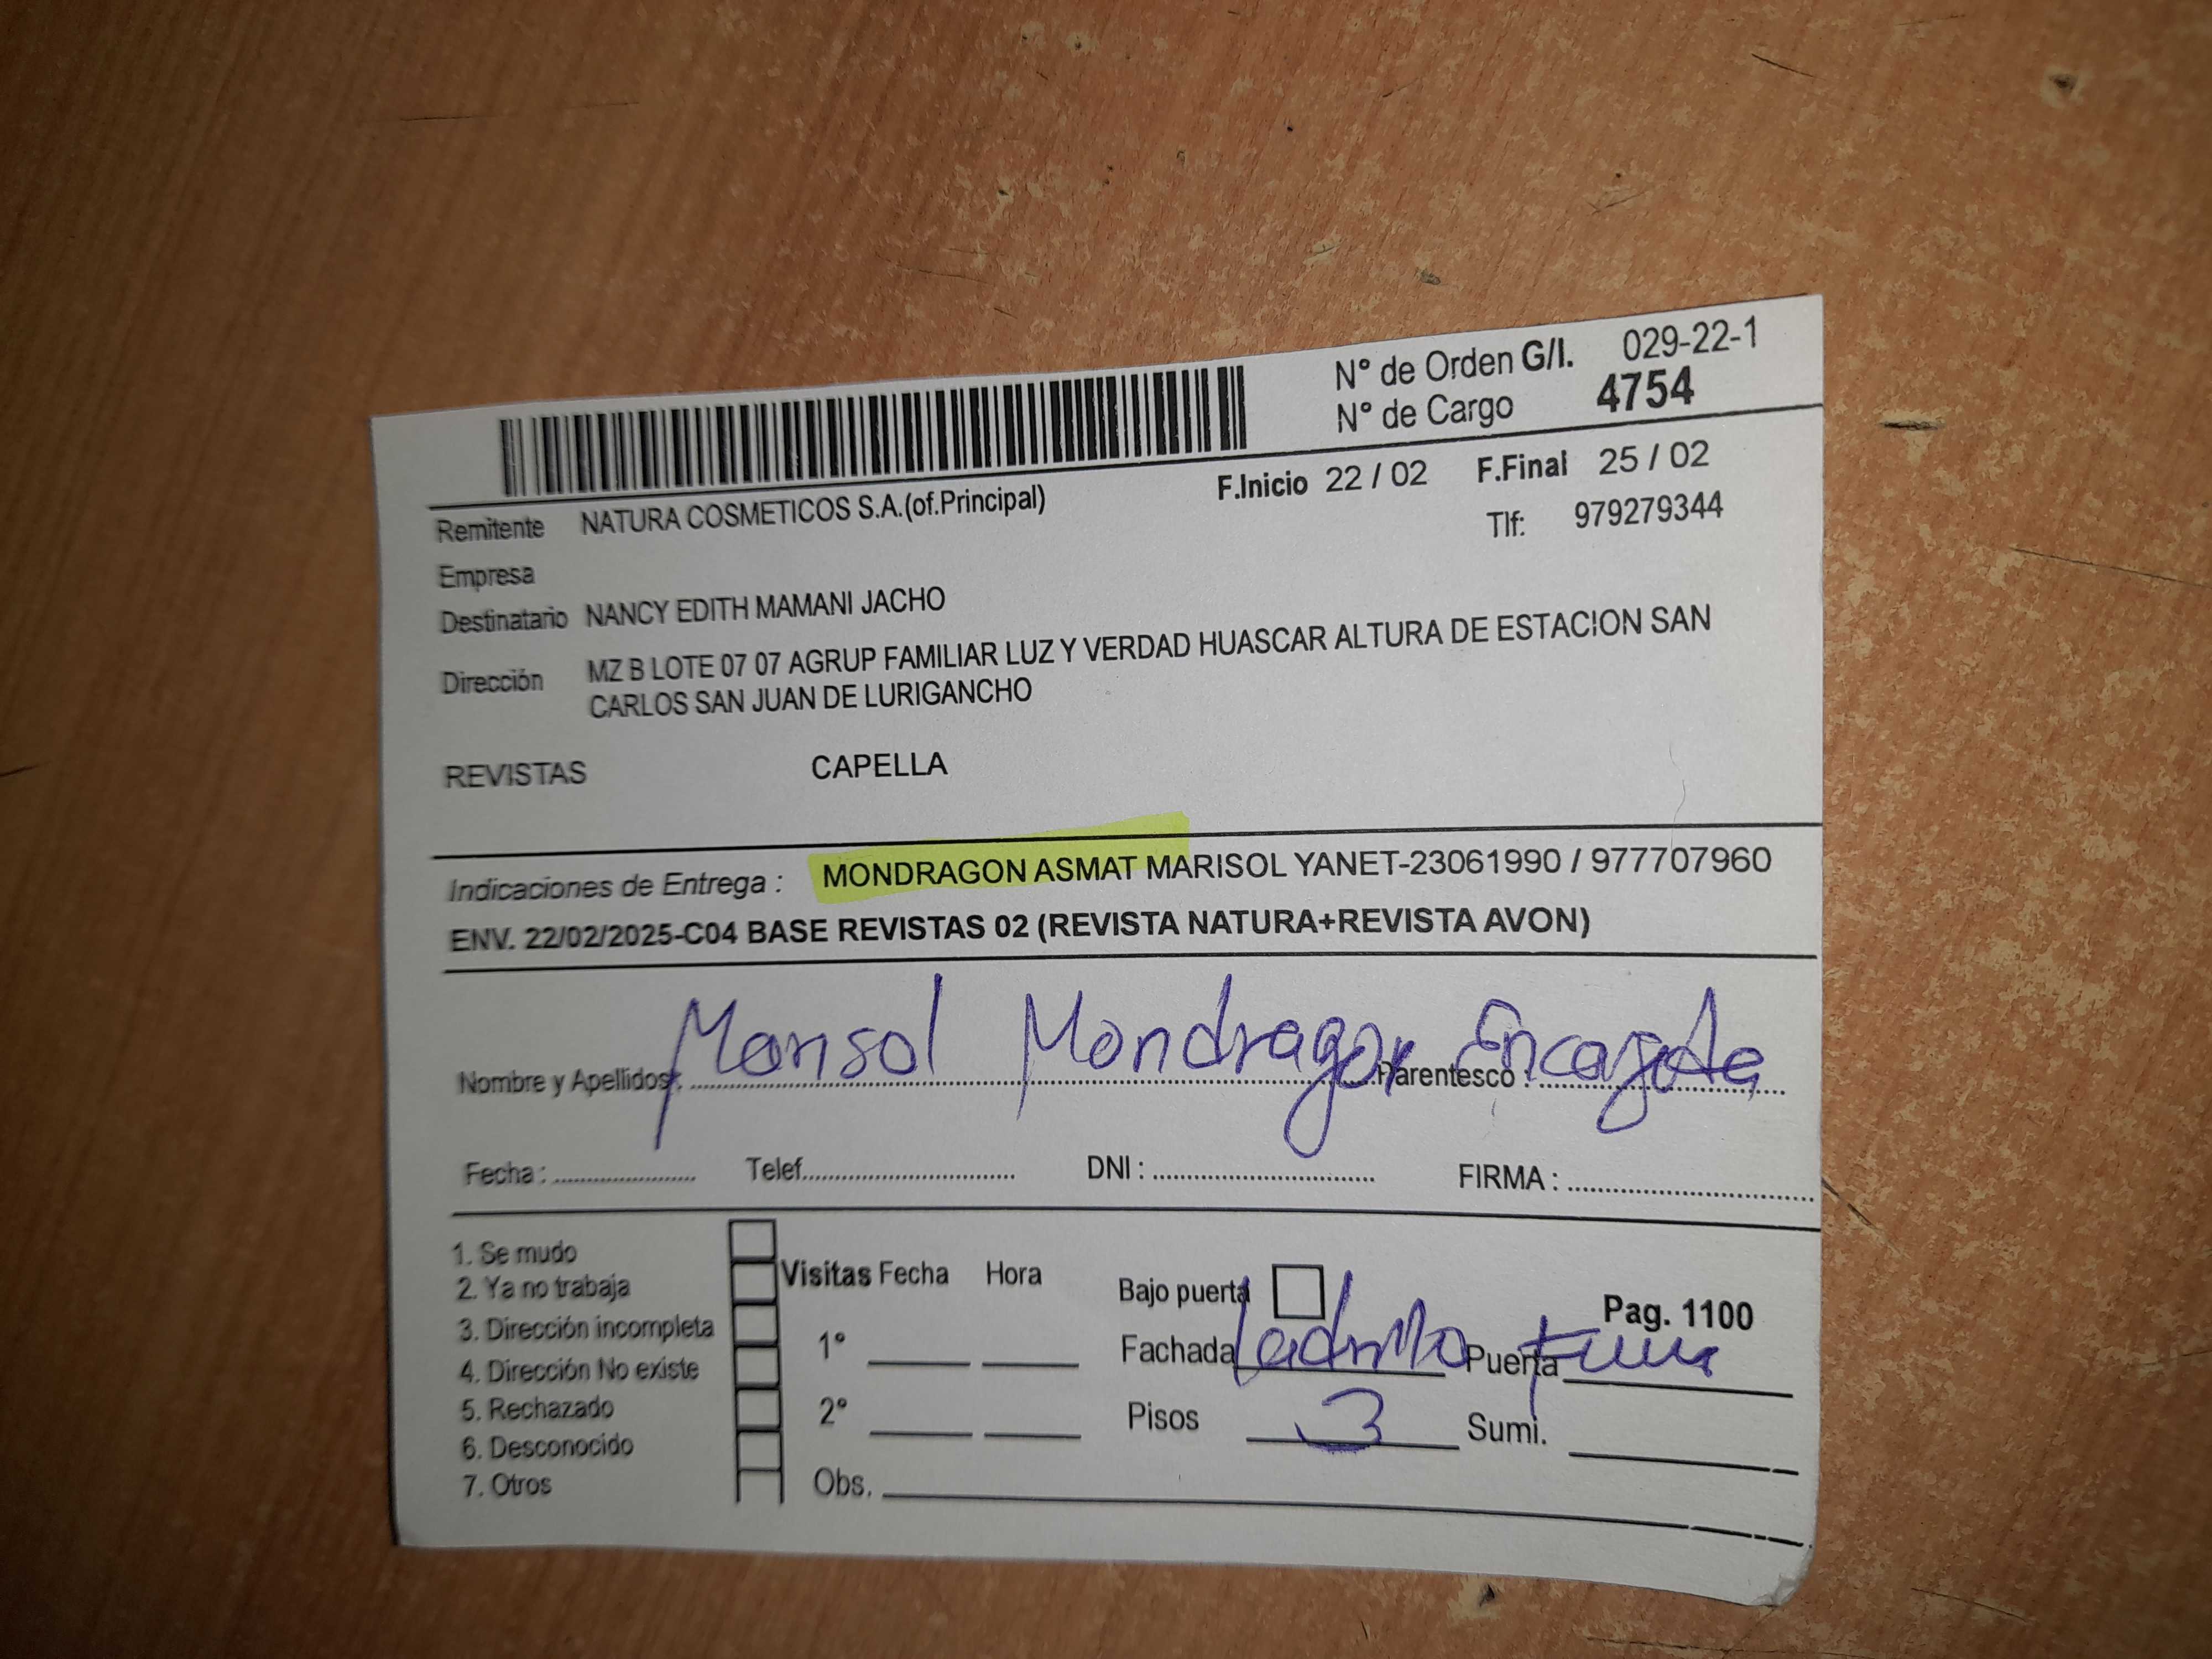 N° de Orden G/I. 029-22-1
N° de Cargo 4754
F.Inicio 22 / 02 F.Final 25 / 02
Remitente NATURA COSMETICOS S.A.(of.Principal)
Tlf: 979279344
Empresa
Destinatario NANCY EDITH MAMANI JACHO
Dirección MZ B LOTE 07 07 AGRUP FAMILIAR LUZ Y VERDAD HUASCAR ALTURA DE ESTACION SAN
CARLOS SAN JUAN DE LURIGANCHO
REVISTAS CAPELLA
Indicaciones de Entrega : MONDRAGON ASMAT MARISOL YANET-23061990 / 977707960
ENV. 22/02/2025-C04 BASE REVISTAS 02 (REVISTA NATURA+REVISTA AVON)
Nombre y Apellidos : Marisol Mondragon Parentesco :
Fecha : Telef. DNI : FIRMA :
1. Se mudo
2. Ya no trabaja
3. Dirección incompleta
4. Dirección No existe
5. Rechazado
6. Desconocido
7. Otros
Visitas Fecha Hora
1°
2°
Obs.
Bajo puerta
Pag. 1100
Fachada ladrillo Puerta
Pisos 3 Sumi.